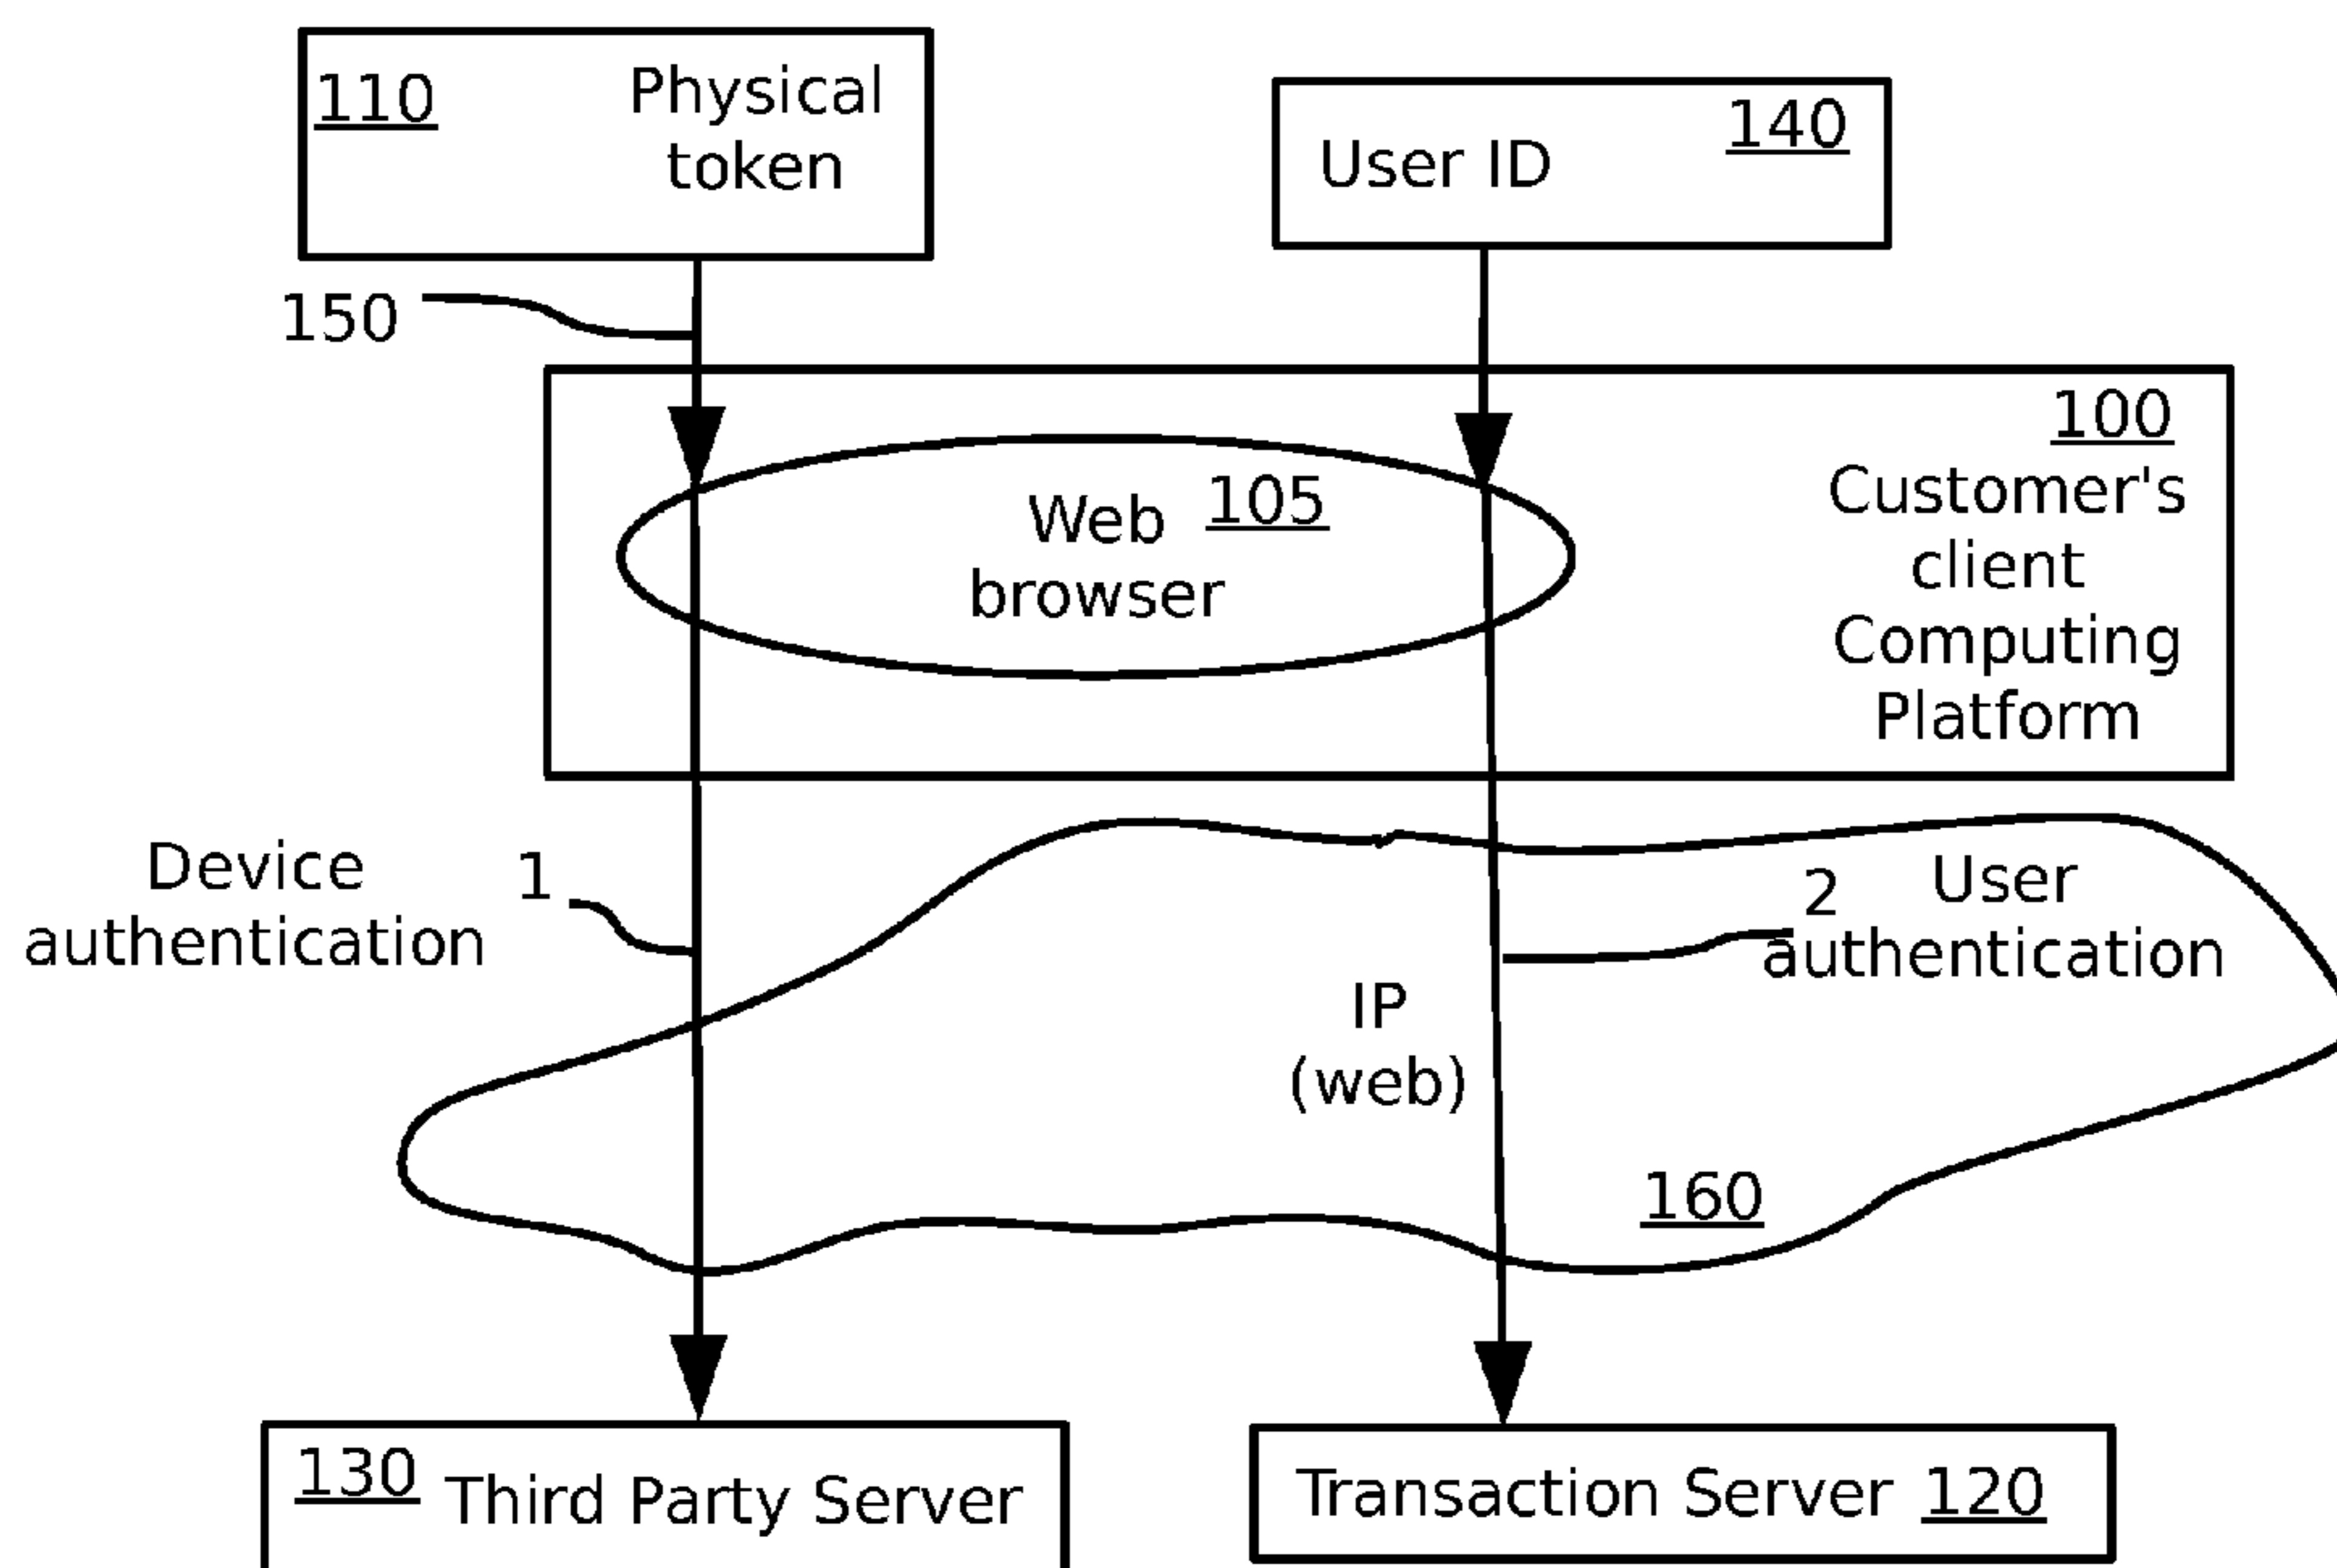 110
Physical
token
140
User ID
150
100
Customer's
client
Computing
Platform
Web 105
browser
Device
authentication
1
2
User
authentication
IP
(web)
160
130
Third Party Server
Transaction Server 120